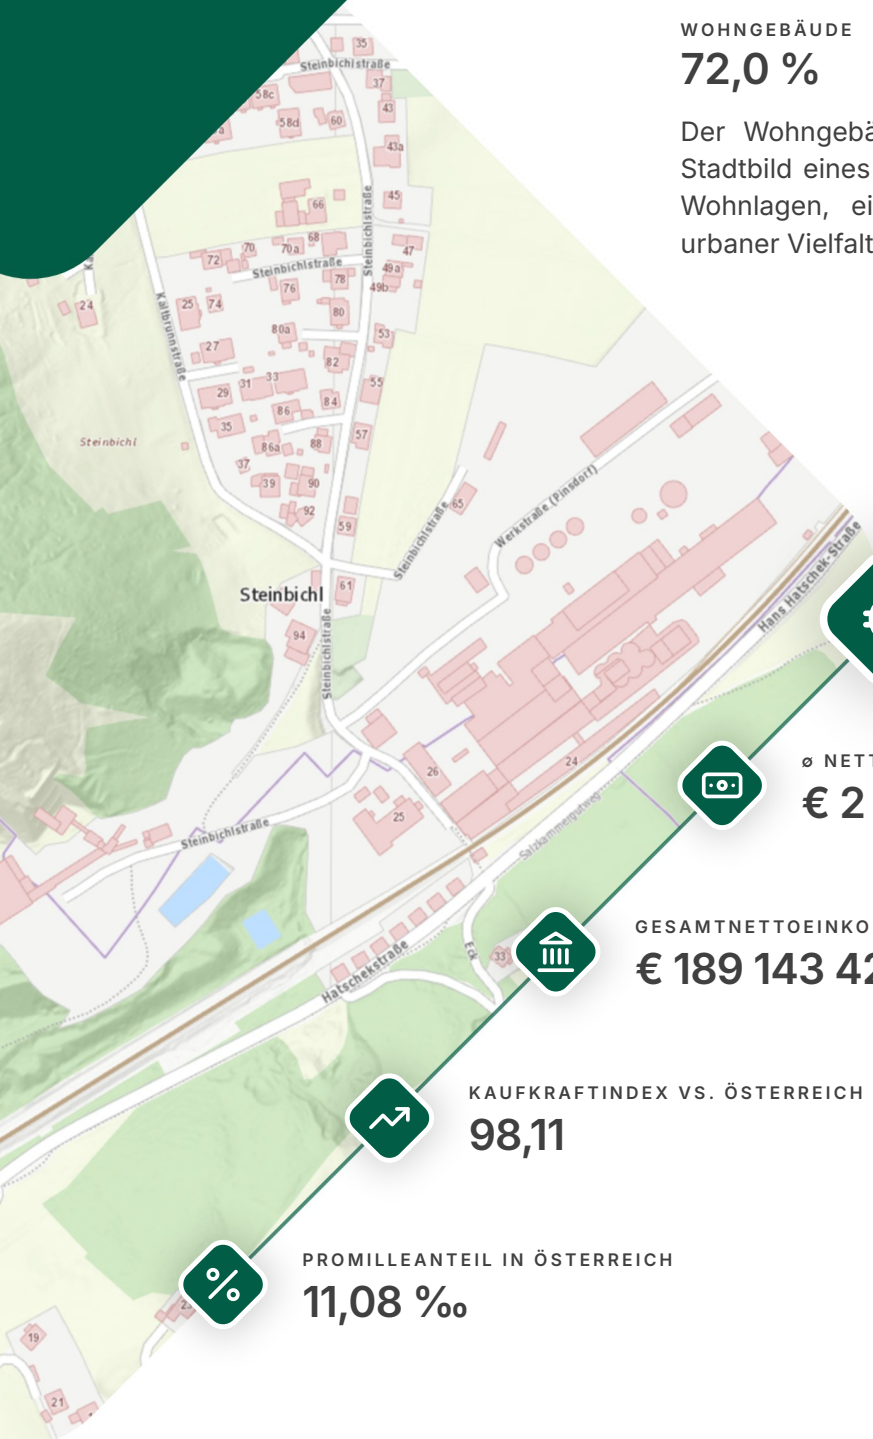 WOHNGEBÄUDE
72,0 %
Der Wohngebä
Stadtbild eines
Wohnlagen, ei
urbaner Vielfalt
35
Steinbichlstraße
37
58c
43
58d
60
43a
45
66
68
70
70a
47
72
Steinbichlstraße
Steinbichlstraße
49a
78
76
49b
24
25
74
80
Kaltbrunnstraße
80a
53
27
82
31
33
55
29
84
86
35
57
Steinbichl
86a
88
37
39
90
92
59
65
Steinbichlstraße
Werkstraße (Pinsdorf)
Hans Hatschek-Straße
Steinbichl
61
94
Steinbichlstraße
24
26
25
Steinbichlstraße
Salzkammergutweg
Eck
33
Hatschekstraße
ø NETT
€ 2
GESAMTNETTOEINKO
€ 189 143 42
KAUFKRAFTINDEX VS. ÖSTERREICH
98,11
PROMILLEANTEIL IN ÖSTERREICH
11,08 ‰
23
19
21